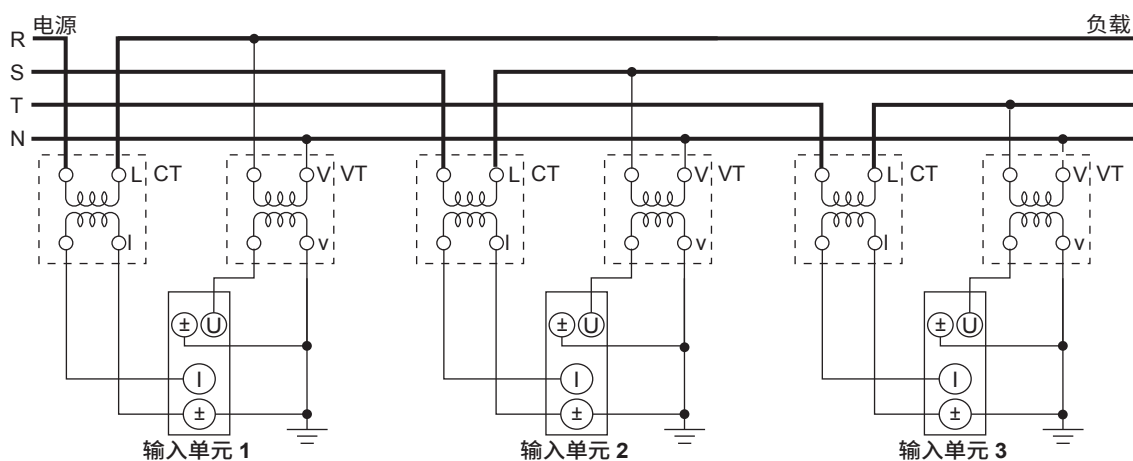 电源 负载
R
S
T
N
L CT V VT L CT V VT L CT V VT
l v l v l v
± U ± U ± U
I I I
± ± ±
输入单元 1 输入单元 2 输入单元 3